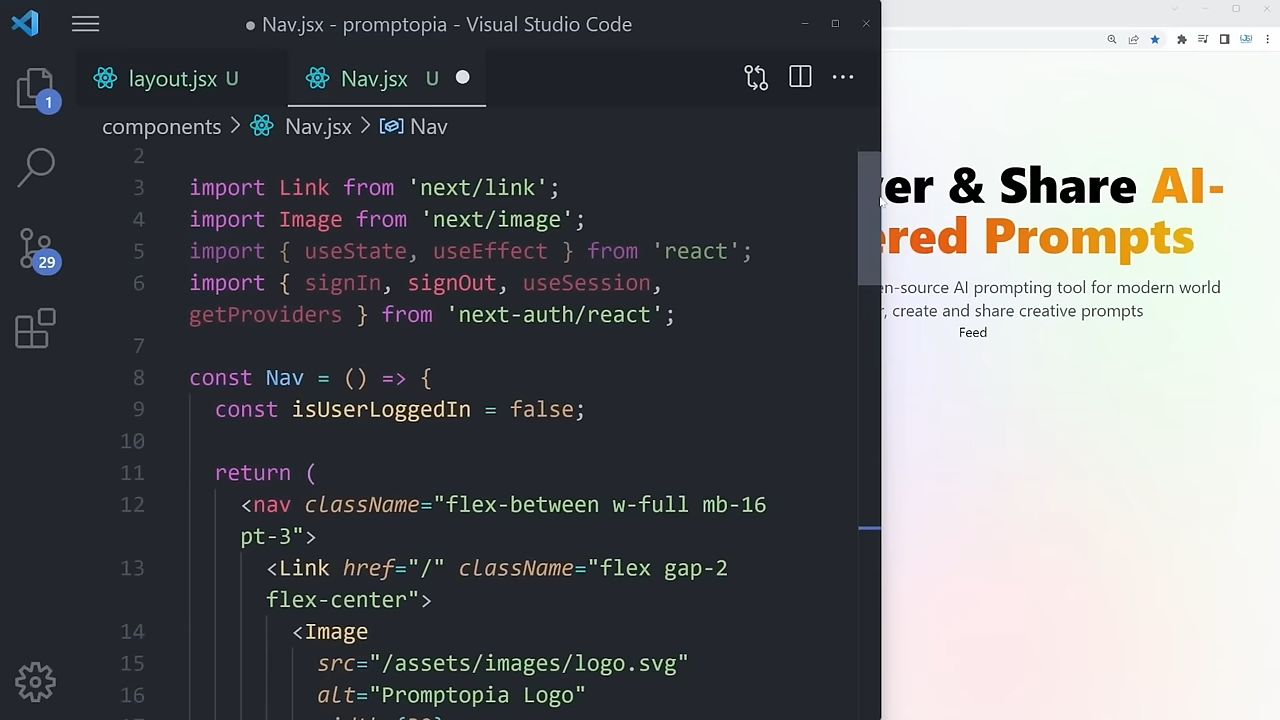 Nav.jsx - promptopia - Visual Studio Code
layout.jsx U
Nav.jsx U
components > Nav.jsx > Nav
2
3 import Link from 'next/link';
4 import Image from 'next/image';
5 import { useState, useEffect } from 'react';
6 import { signIn, signOut, useSession,
getProviders } from 'next-auth/react';
7
8 const Nav = () => {
9 const isUserLoggedIn = false;
10
11 return (
12 <nav className="flex-between w-full mb-16
pt-3">
13 <Link href="/" className="flex gap-2
flex-center">
14 <Image
15 src="/assets/images/logo.svg"
16 alt="Promptopia Logo"
1
29
er & Share AI-
ered Prompts
en-source AI prompting tool for modern world
r, create and share creative prompts
Feed